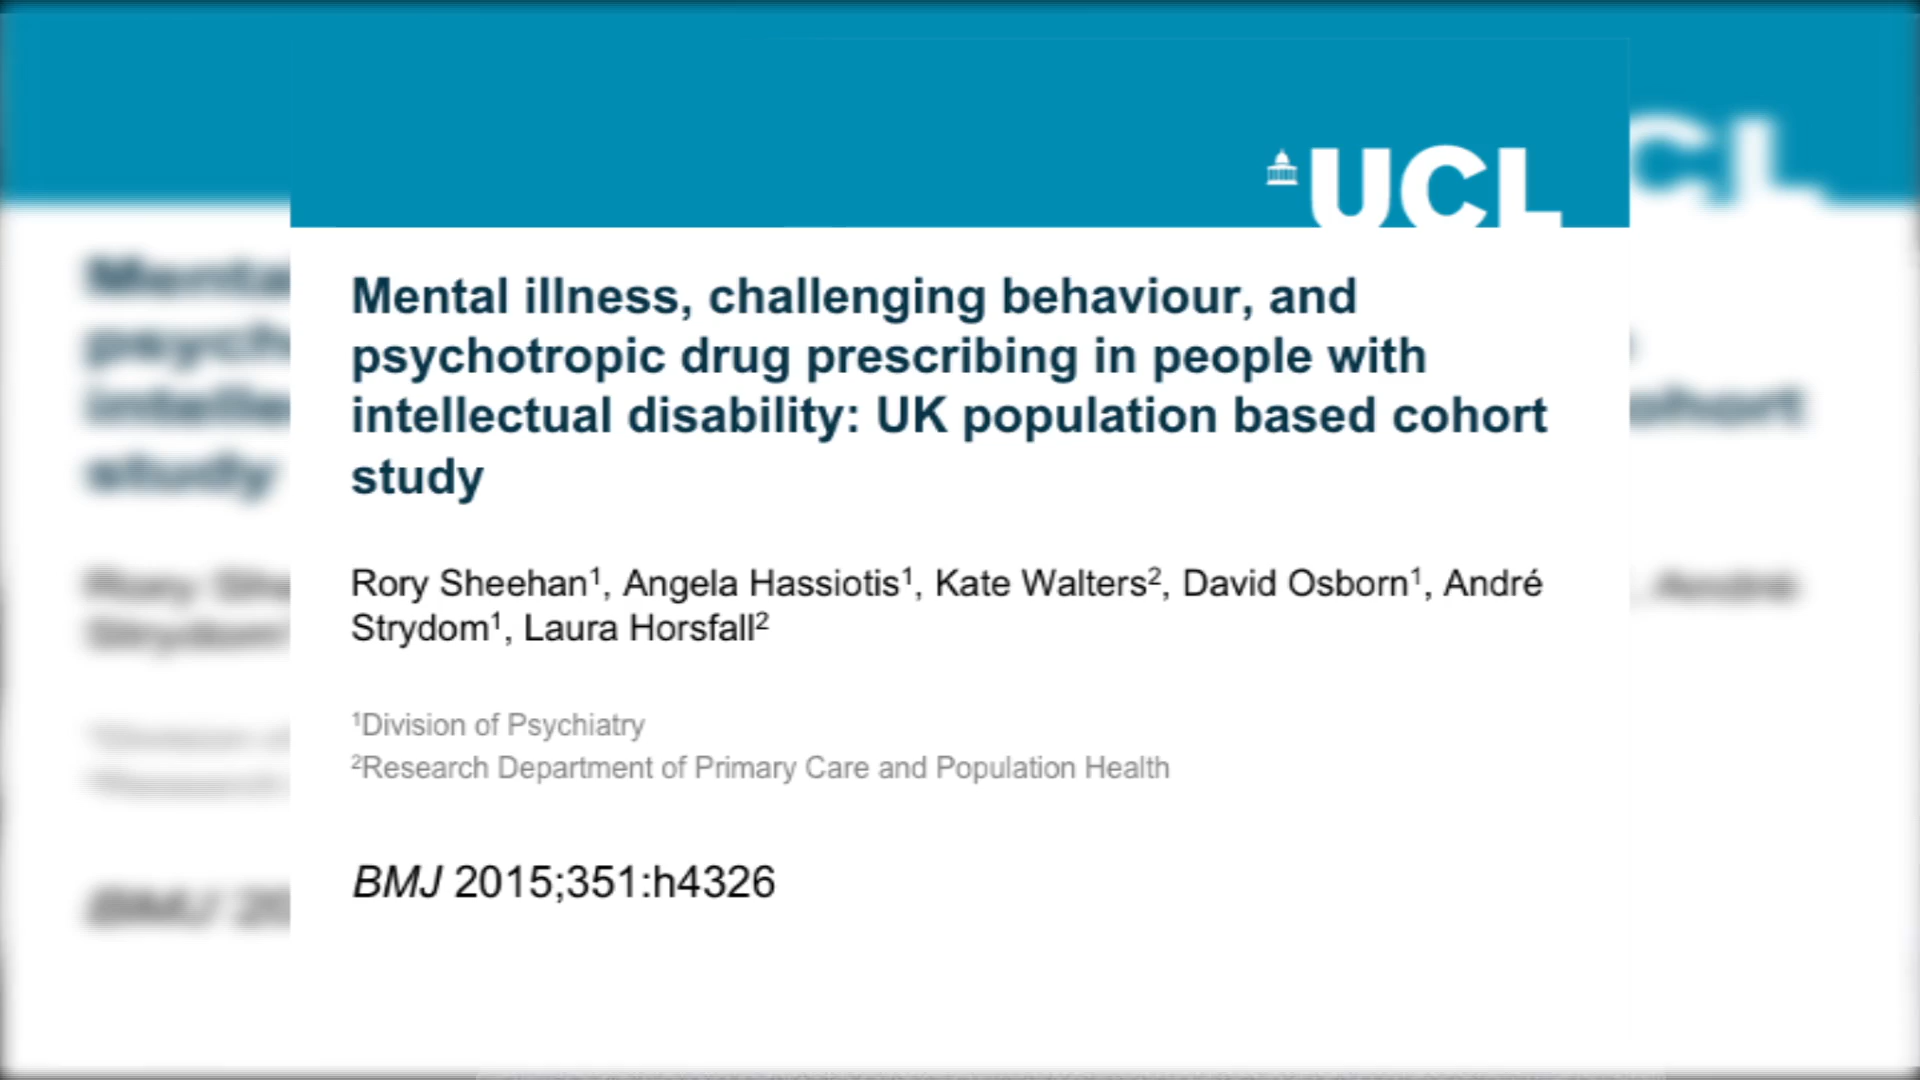 UCL
Mental illness, challenging behaviour, and
psychotropic drug prescribing in people with
intellectual disability: UK population based cohort
study
Rory Sheehan¹, Angela Hassiotis¹, Kate Walters², David Osborn¹, André
Strydom¹, Laura Horsfall²
¹Division of Psychiatry
²Research Department of Primary Care and Population Health
BMJ 2015;351:h4326